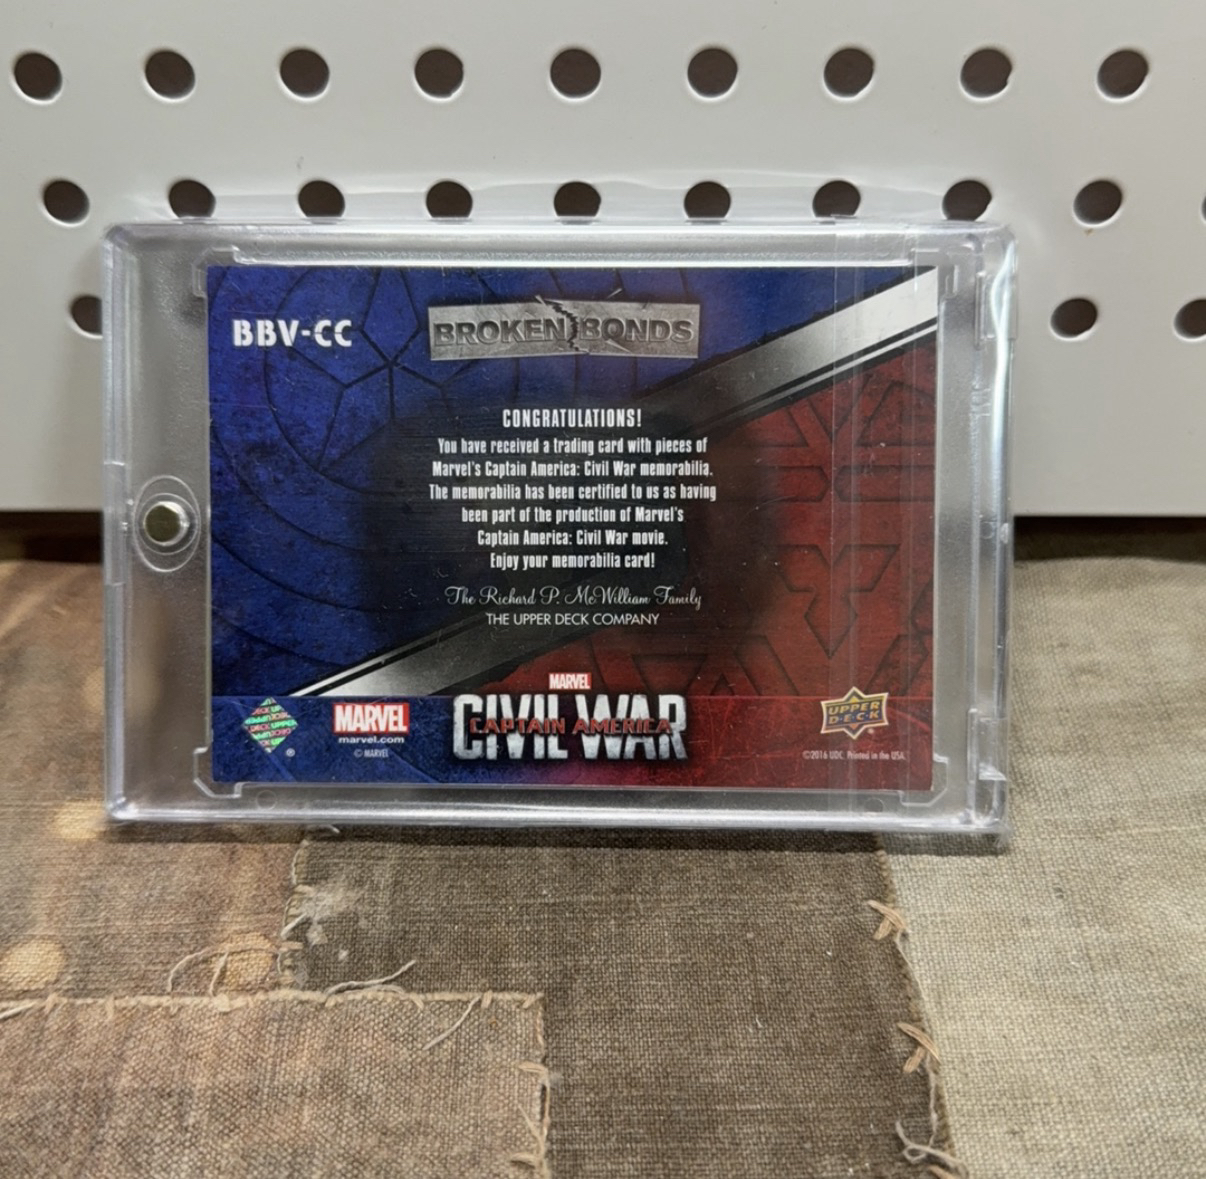 BBV-CC
BROKEN BONDS
CONGRATULATIONS!
You have received a trading card with pieces of
Marvel's Captain America: Civil War memorabilia.
The memorabilia has been certified to us as having
been part of the production of Marvel's
Captain America: Civil War movie.
Enjoy your memorabilia card!
The Richard P. McWilliam Family
THE UPPER DECK COMPANY
MARVEL
CAPTAIN AMERICA
CIVIL WAR
MARVEL
marvel.com
© MARVEL
UPPER
D·E·C·K
©2016 UDC. Printed in the USA.